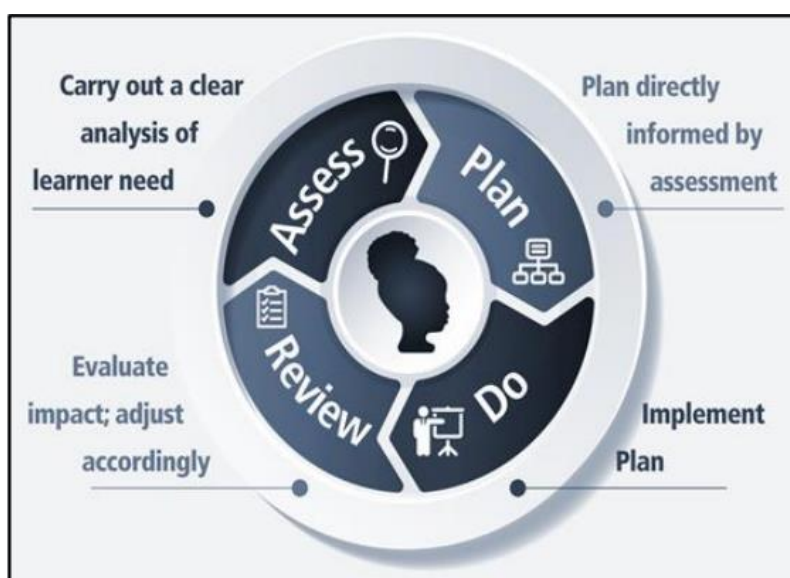 Carry out a clear
analysis of
learner need
Assess
Plan
Plan directly
informed by
assessment
Do
Implement
Plan
Review
Evaluate
impact; adjust
accordingly